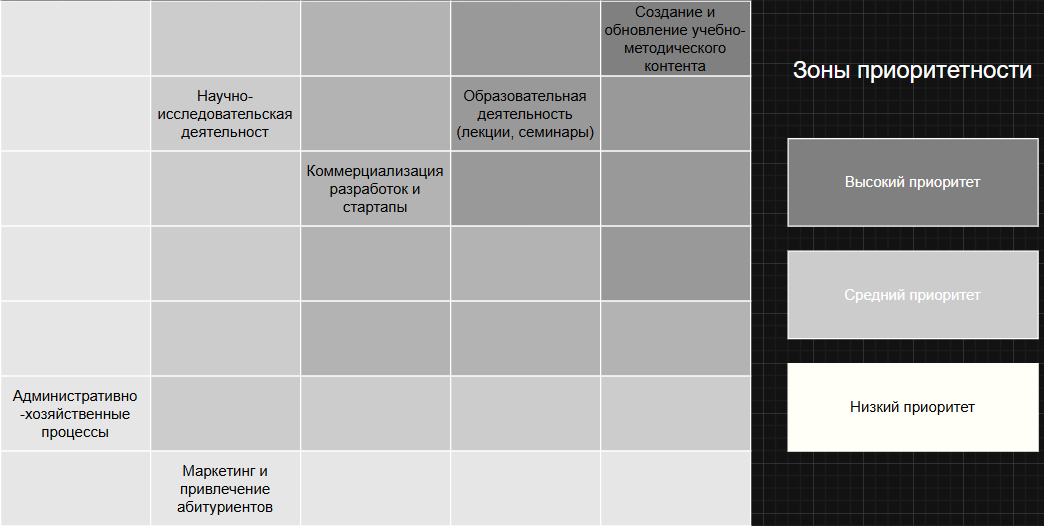 Создание и
обновление учебно-
методического
контента
Зоны приоритетности
Научно-
исследовательская
деятельност
Образовательная
деятельность
(лекции, семинары)
Коммерциализация
разработок и
стартапы
Высокий приоритет
Средний приоритет
Низкий приоритет
Административно
-хозяйственные
процессы
Маркетинг и
привлечение
абитуриентов